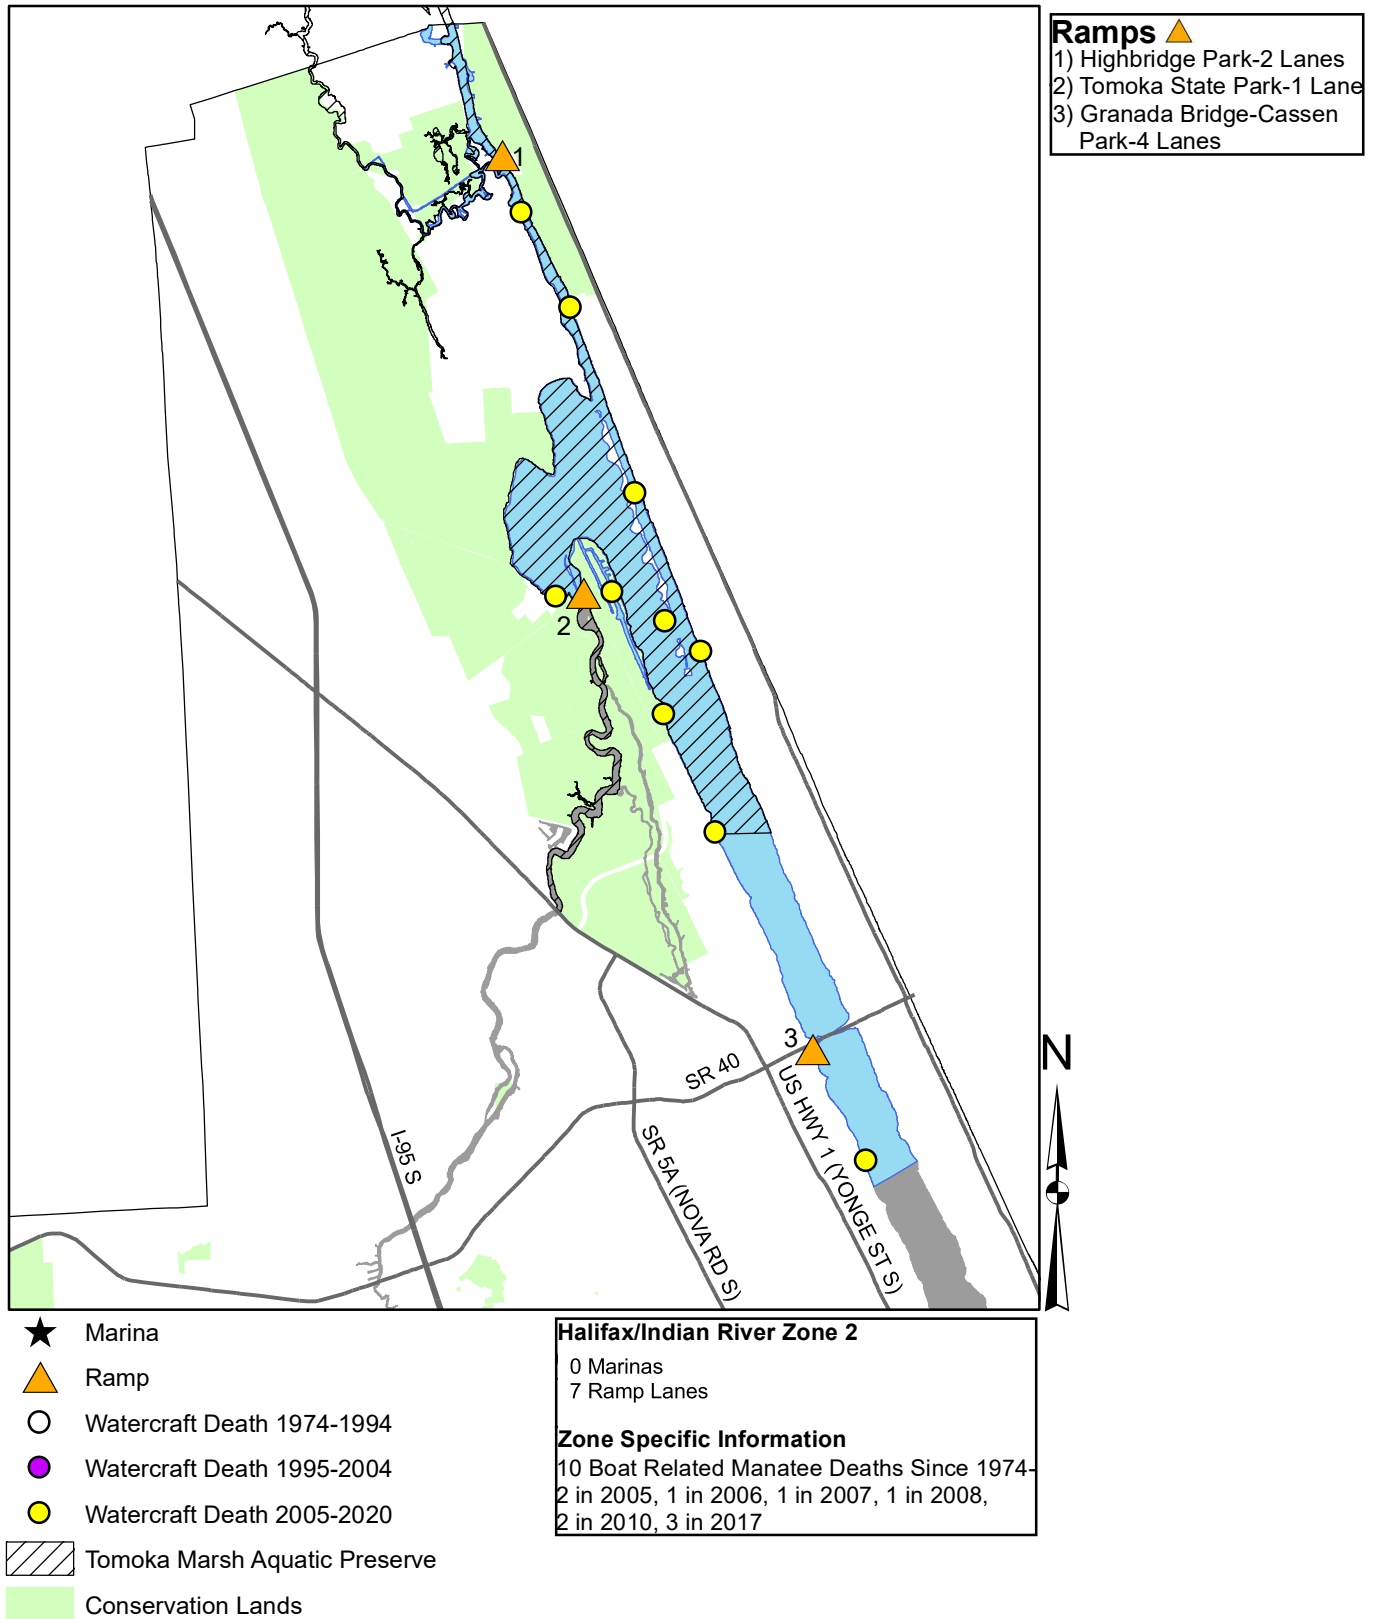 Ramps
1) Highbridge Park-2 Lanes
2) Tomoka State Park-1 Lane
3) Granada Bridge-Cassen
Park-4 Lanes
1
2
3
SR 40
US HWY 1 (YONGE ST S)
SR 5A (NOVA RD S)
I-95 S
N
Marina
Ramp
Watercraft Death 1974-1994
Watercraft Death 1995-2004
Watercraft Death 2005-2020
Tomoka Marsh Aquatic Preserve
Conservation Lands
Halifax/Indian River Zone 2
0 Marinas
7 Ramp Lanes
Zone Specific Information
10 Boat Related Manatee Deaths Since 1974-
2 in 2005, 1 in 2006, 1 in 2007, 1 in 2008,
2 in 2010, 3 in 2017